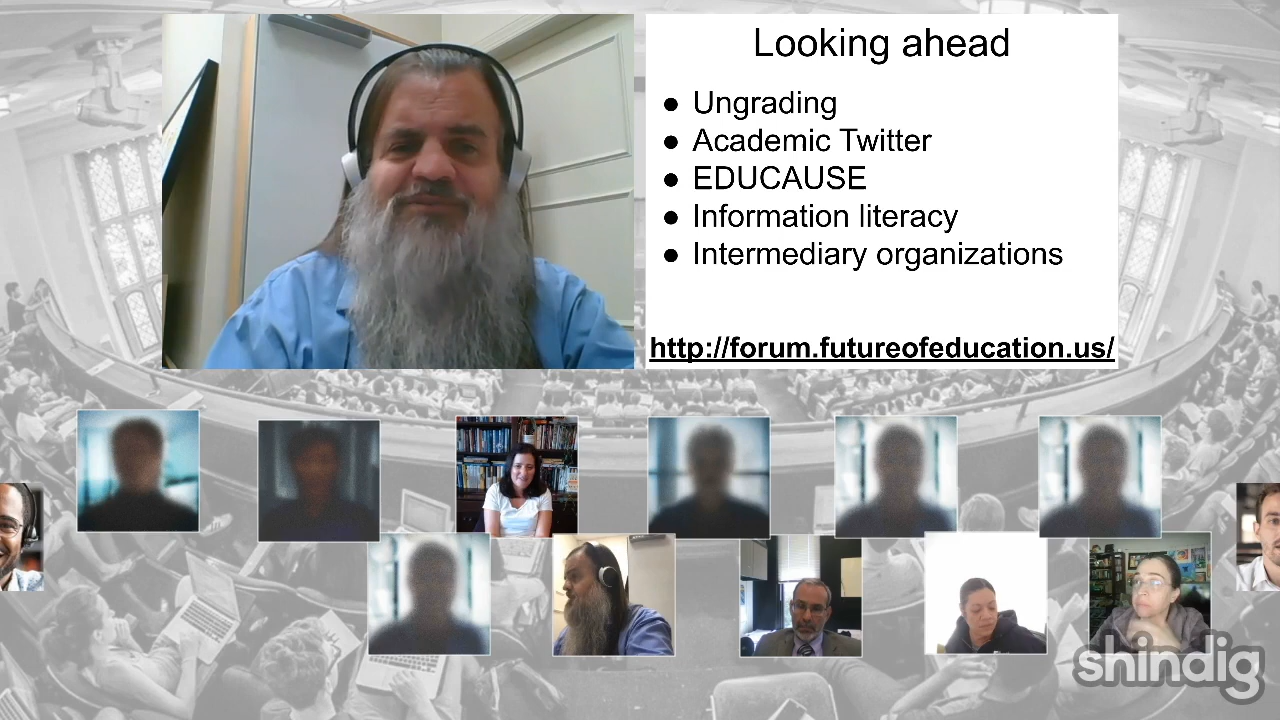 Looking ahead
● Ungrading
● Academic Twitter
● EDUCAUSE
● Information literacy
● Intermediary organizations
http://forum.futureofeducation.us/
shindig